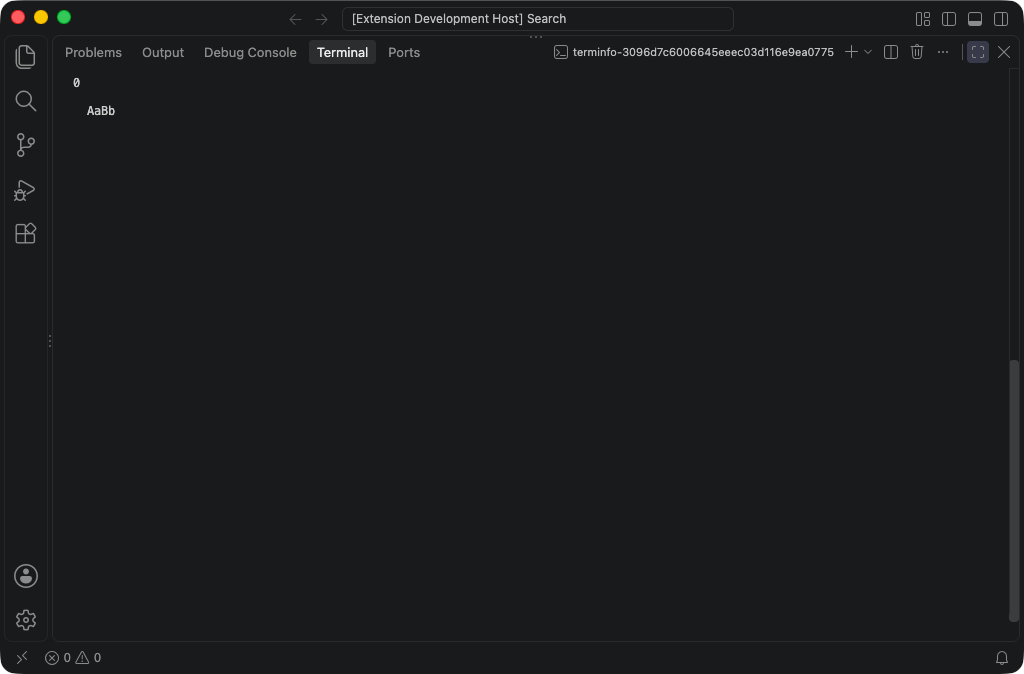 [Extension Development Host] Search
Problems Output Debug Console Terminal Ports terminfo-3096d7c6006645eeec03d116e9ea0775
0
AaBb
0 0